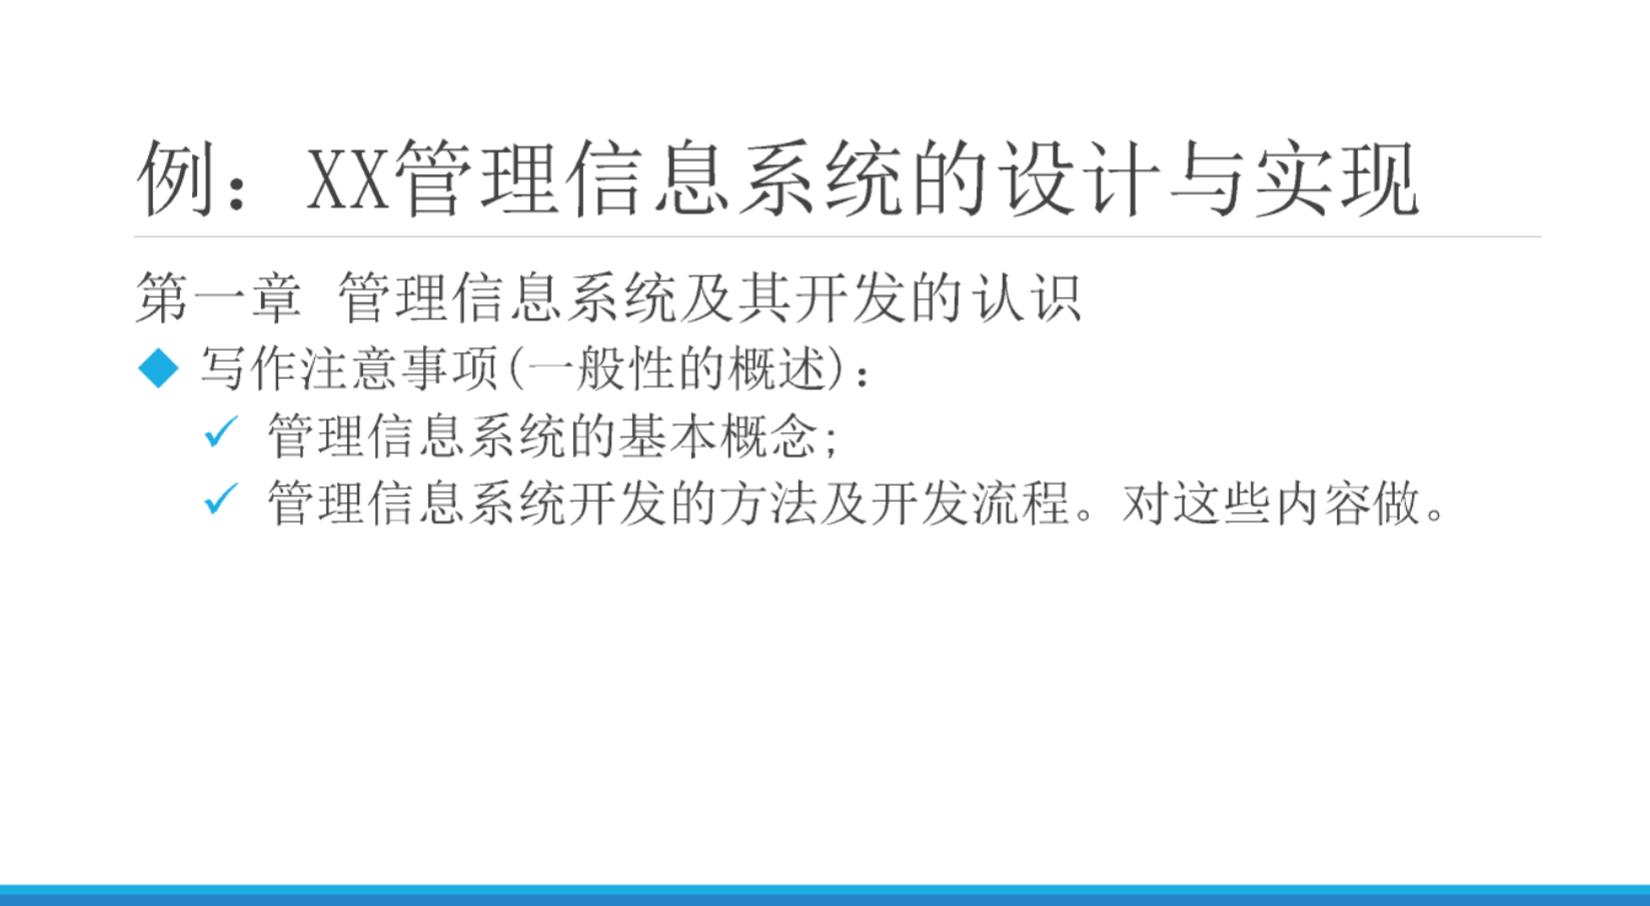 例：XX管理信息系统的设计与实现
第一章 管理信息系统及其开发的认识
写作注意事项(一般性的概述)：
管理信息系统的基本概念;
管理信息系统开发的方法及开发流程。对这些内容做。